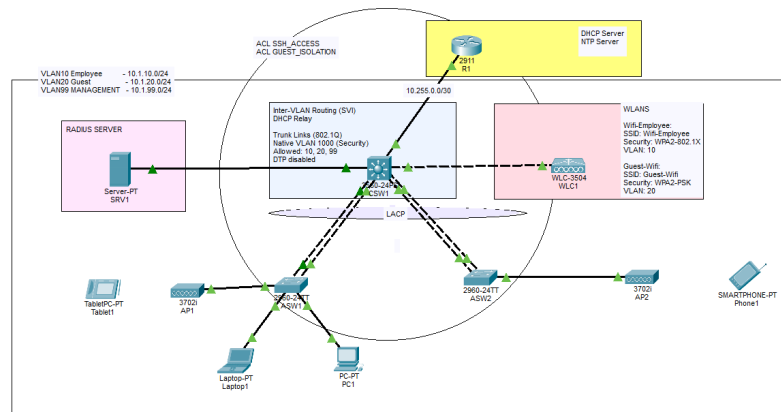 ACL SSH_ACCESS
ACL GUEST_ISOLATION
DHCP Server
NTP Server
2911
R1
VLAN10 Employee - 10.1.10.0/24
VLAN20 Guest - 10.1.20.0/24
VLAN99 MANAGEMENT - 10.1.99.0/24
10.255.0.0/30
RADIUS SERVER
Server-PT
SRV1
Inter-VLAN Routing (SVI)
DHCP Relay
Trunk Links (802.1Q)
Native VLAN 1000 (Security)
Allowed: 10, 20, 99
DTP disabled
CSW1
WLANS
Wifi-Employee:
SSID: Wifi-Employee
Security: WPA2-802.1X
VLAN: 10
Guest-Wifi:
SSID: Guest-Wifi
Security: WPA2-PSK
VLAN: 20
WLC-3504
WLC1
LACP
TabletPC-PT
Tablet1
3702i
AP1
2960-24TT
ASW1
2960-24TT
ASW2
3702i
AP2
SMARTPHONE-PT
Phone1
Laptop-PT
Laptop1
PC-PT
PC1